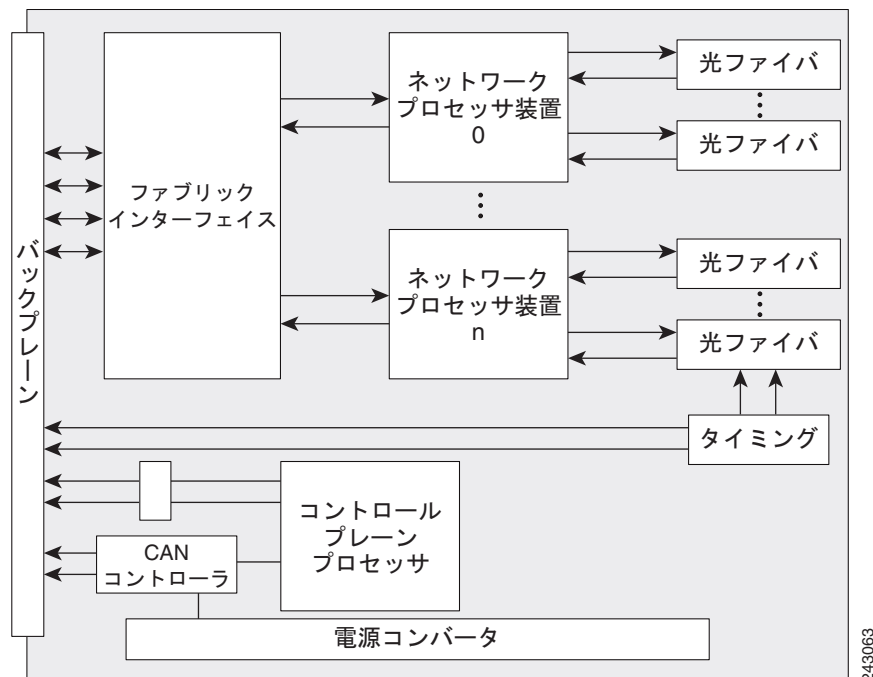 バックプレーン
ファブリック
インターフェイス
ネットワーク
プロセッサ装置
0
光ファイバ
光ファイバ
ネットワーク
プロセッサ装置
n
光ファイバ
光ファイバ
タイミング
コントロール
プレーン
プロセッサ
CAN
コントローラ
電源コンバータ
243063